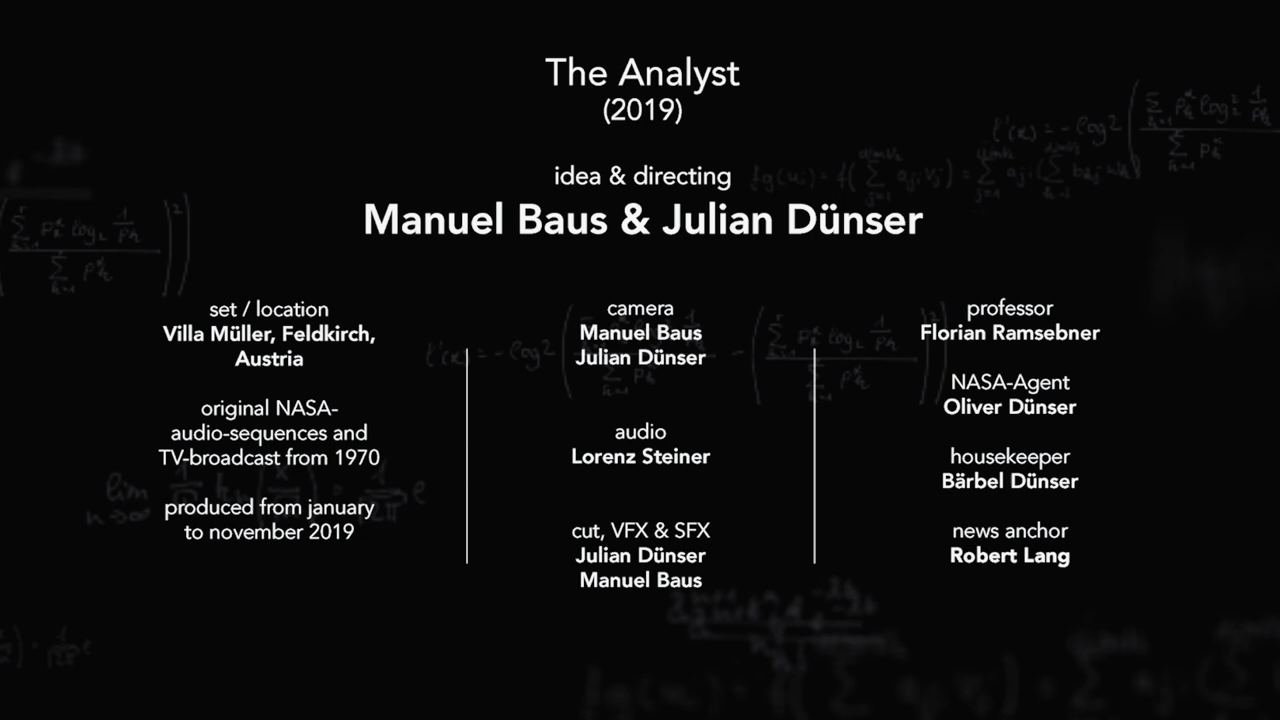 The Analyst
(2019)
idea & directing
Manuel Baus & Julian Dünser
set / location
Villa Müller, Feldkirch,
Austria
original NASA-
audio-sequences and
TV-broadcast from 1970
produced from january
to november 2019
camera
Manuel Baus
Julian Dünser
audio
Lorenz Steiner
cut, VFX & SFX
Julian Dünser
Manuel Baus
professor
Florian Ramsebner
NASA-Agent
Oliver Dünser
housekeeper
Bärbel Dünser
news anchor
Robert Lang